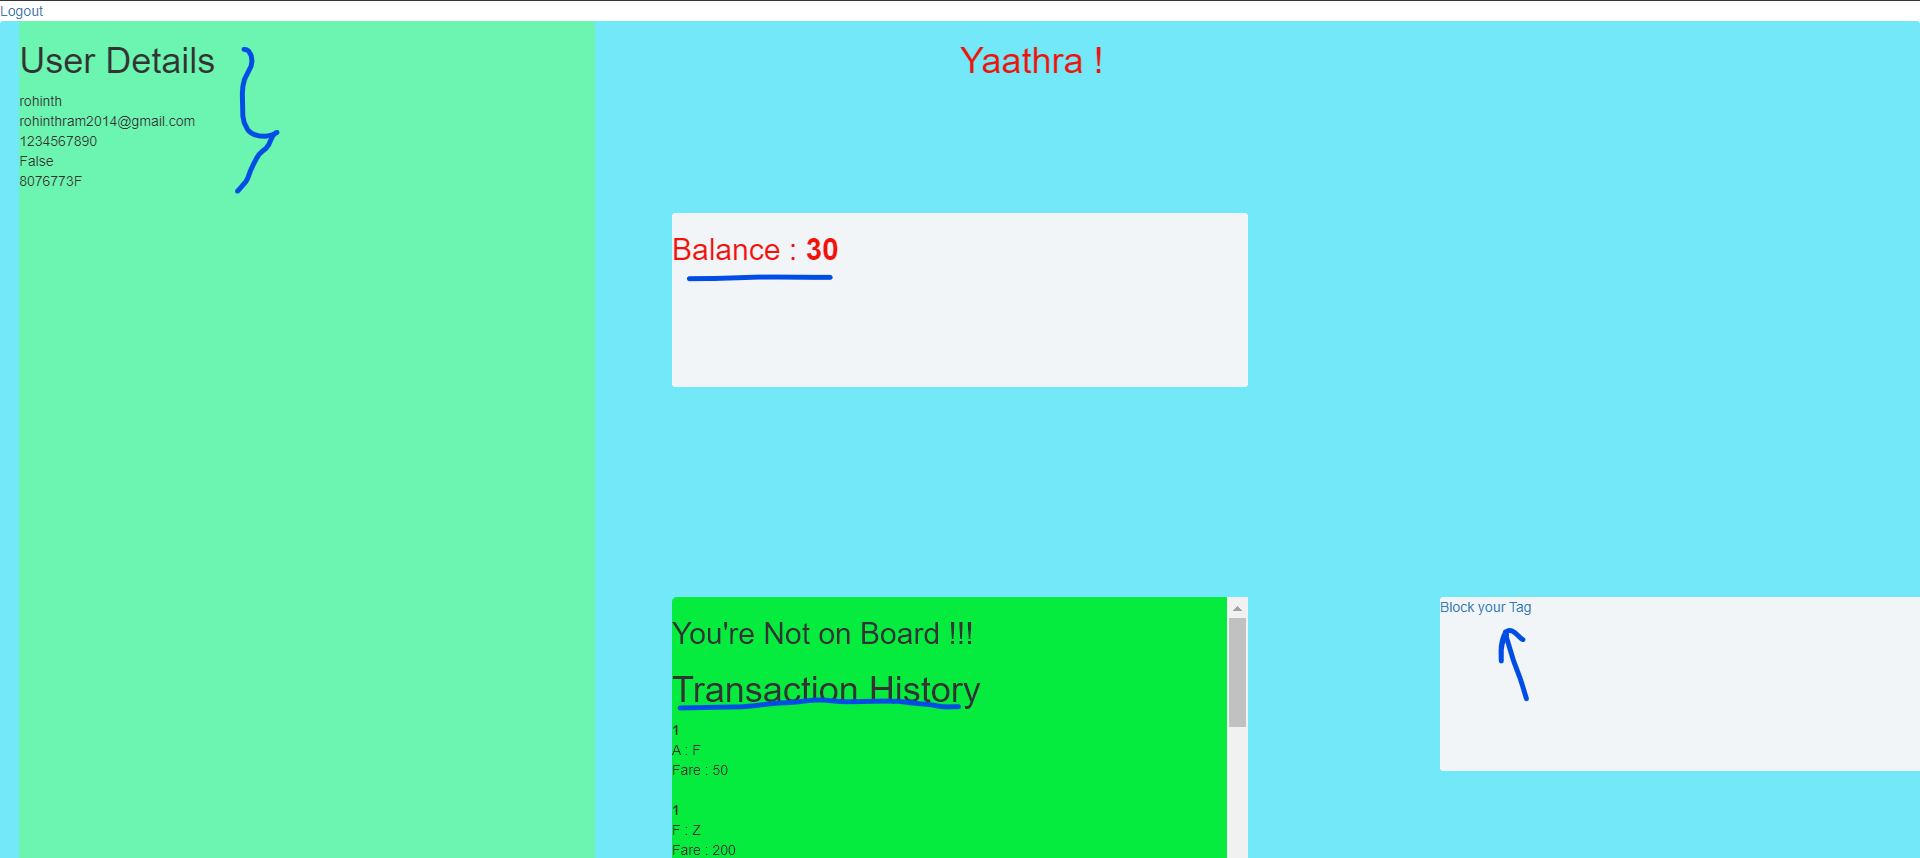 Logout
User Details
rohinth
rohinthram2014@gmail.com
1234567890
False
8076773F
Yaathra !
Balance : 30
You're Not on Board !!!
Transaction History
1
A : F
Fare : 50
1
F : Z
Fare : 200
Block your Tag